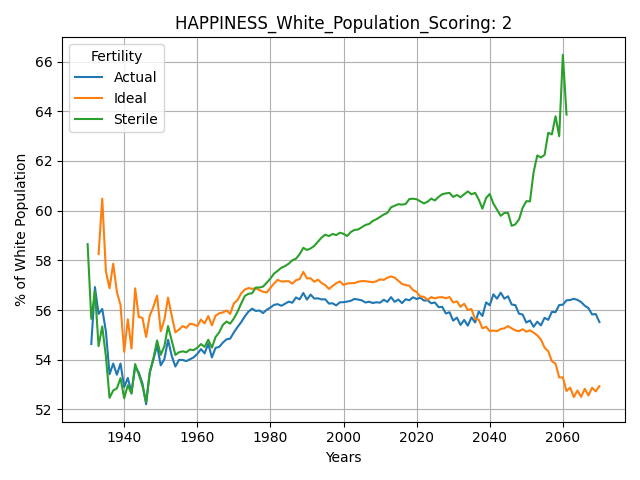 HAPPINESS_White_Population_Scoring: 2
Fertility
Actual
Ideal
Sterile
% of White Population
66
64
62
60
58
56
54
52
1940
1960
1980
2000
2020
2040
2060
Years